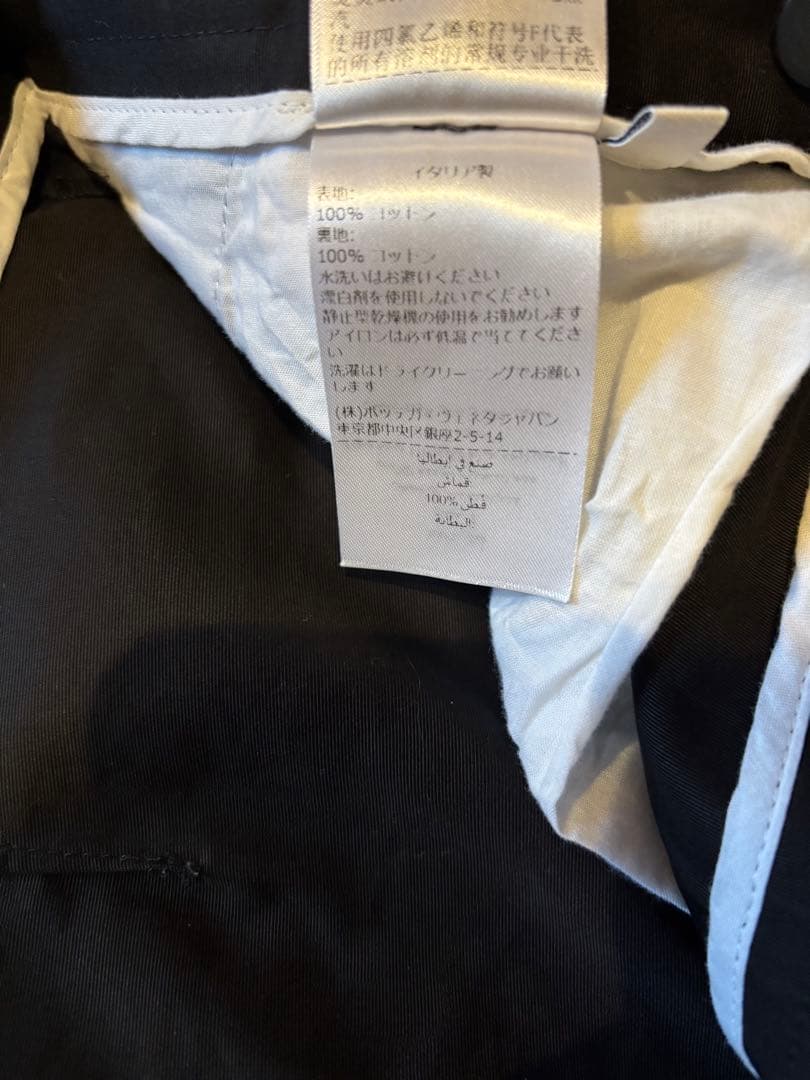 使用四氯乙烯和符号F代表
的所有溶剂的常规专业干洗
イタリア製
表地:
100% コットン
裏地:
100% コットン
水洗いはお避けください
漂白剤を使用しないでください
静止型乾燥機の使用をお勧めします
アイロンは必ず低温で当ててくださ
い
洗濯はドライクリーニングでお願い
します
(株)ボッテガ・ヴェネタジャパン
東京都中央区銀座2-5-14
صنع في إيطاليا
قماش:
100% قطن
البطانة: